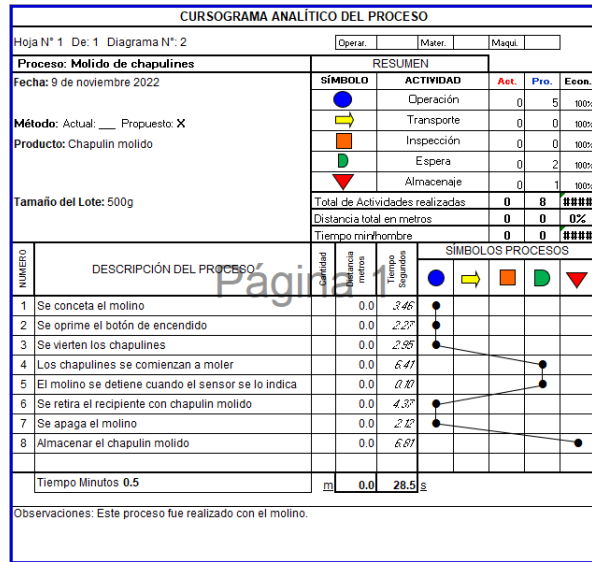 CURSOGRAMA ANALÍTICO DEL PROCESO
Hoja N° 1 De: 1 Diagrama N°: 2 Operar. Mater. Maqui.
Proceso: Molido de chapulines RESUMEN
Fecha: 9 de noviembre 2022 SÍMBOLO ACTIVIDAD Act. Pro. Econ.
Operación 0 5 100%
Método: Actual: ___ Propuesto: X Transporte 0 0 100%
Producto: Chapulin molido Inspección 0 0 100%
Espera 0 2 100%
Almacenaje 0 1 100%
Tamaño del Lote: 500g Total de Actividades realizadas 0 8 ####
Distancia total en metros 0 0 0%
Tiempo min/hombre 0 0 ####
NUMERO DESCRIPCIÓN DEL PROCESO Cantidad Distancia metros Tiempo Segundos SÍMBOLOS PROCESOS
Página 1
1 Se conceta el molino 0.0 3.46
2 Se oprime el botón de encendido 0.0 2.27
3 Se vierten los chapulines 0.0 2.95
4 Los chapulines se comienzan a moler 0.0 6.41
5 El molino se detiene cuando el sensor se lo indica 0.0 0.10
6 Se retira el recipiente con chapulin molido 0.0 4.37
7 Se apaga el molino 0.0 2.12
8 Almacenar el chapulin molido 0.0 6.81
Tiempo Minutos 0.5 m 0.0 28.5 s
Observaciones: Este proceso fue realizado con el molino.